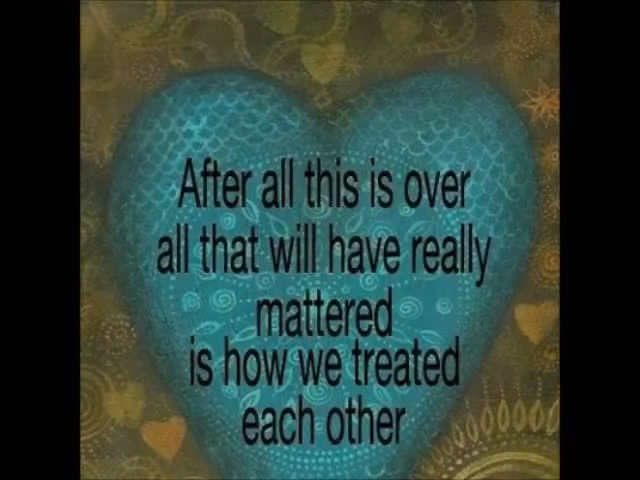 After all this is over
all that will have really
mattered
is how we treated
each other